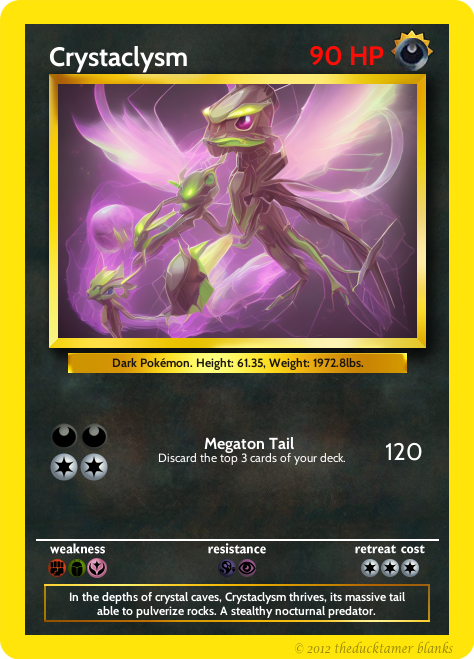 Crystaclysm 90 HP
Dark Pokémon. Height: 61.35, Weight: 1972.8lbs.
Megaton Tail 120
Discard the top 3 cards of your deck.
weakness resistance retreat cost
In the depths of crystal caves, Crystaclysm thrives, its massive tail
able to pulverize rocks. A stealthy nocturnal predator.
© 2012 theducktamer blanks